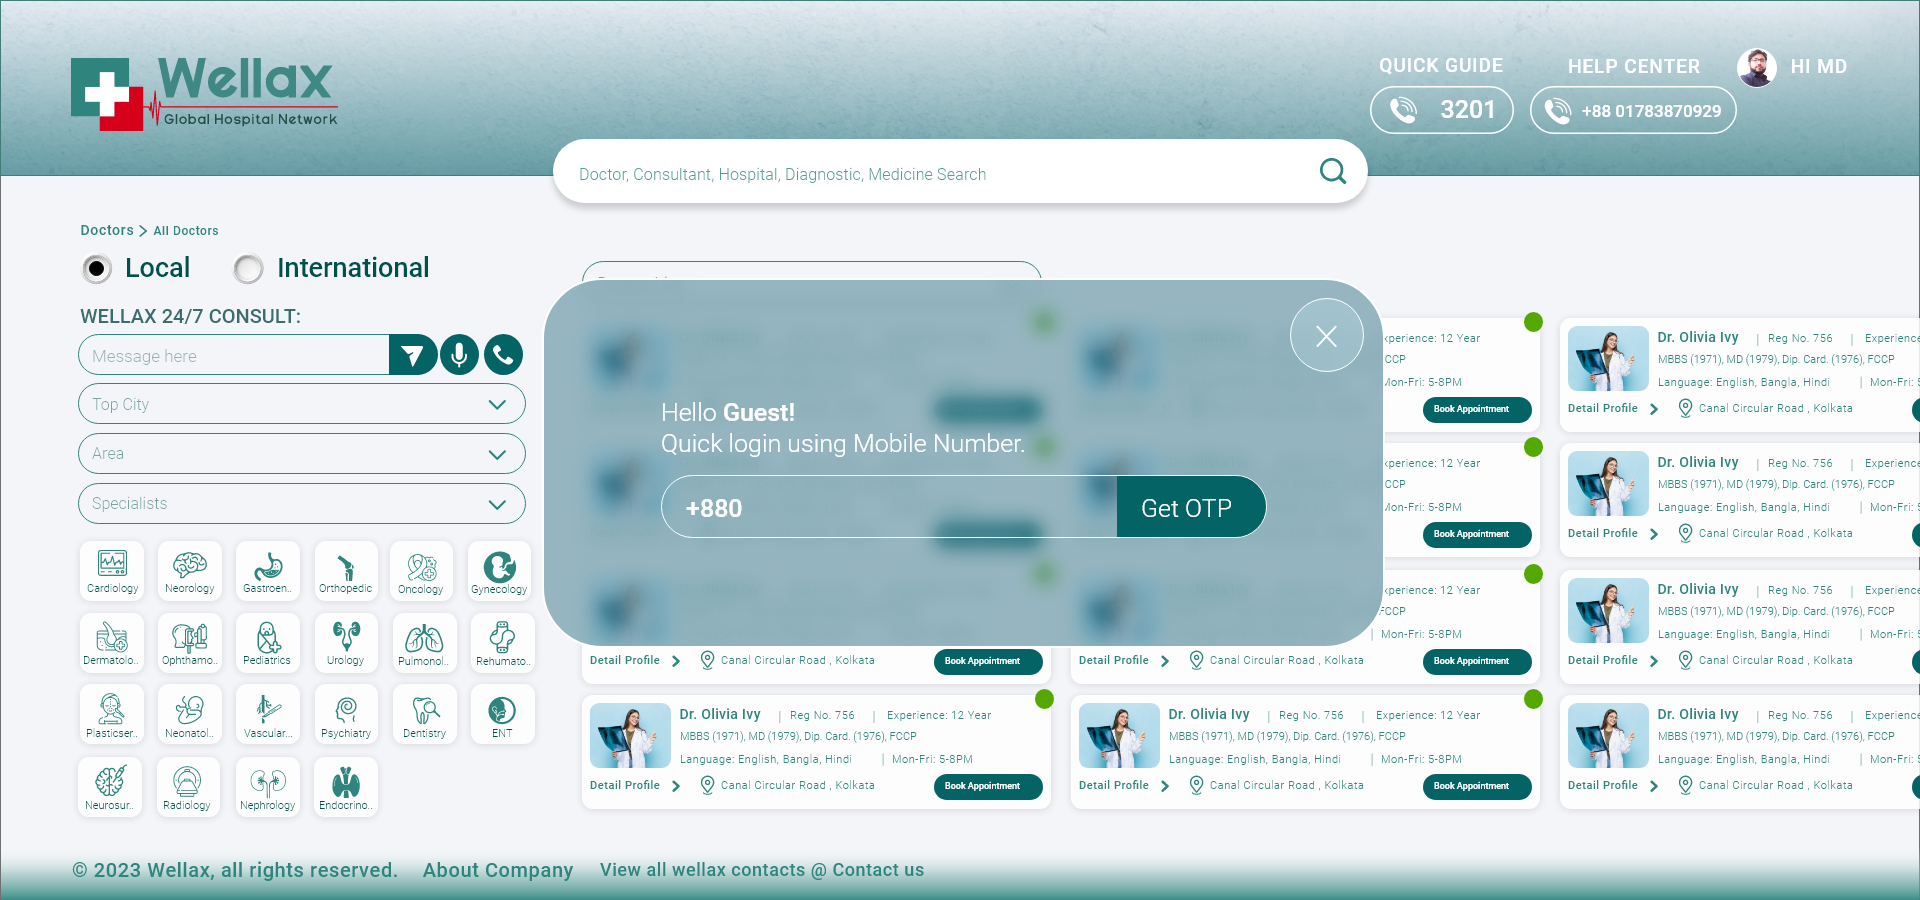 Wellax
Global Hospital Network
QUICK GUIDE
3201
HELP CENTER
+88 01783870929
HI MD
Doctor, Consultant, Hospital, Diagnostic, Medicine Search
Doctors > All Doctors
Local
International
WELLAX 24/7 CONSULT:
Message here
Top City
Area
Specialists
Cardiology
Neorology
Gastroen..
Orthopedic
Oncology
Gynecology
Dermatolo..
Ophthamo..
Pediatrics
Urology
Pulmonol..
Rehumato..
Plasticser..
Neonatol..
Vascular...
Psychiatry
Dentistry
ENT
Neurosur..
Radiology
Nephrology
Endocrino..
Hello Guest!
Quick login using Mobile Number.
+880
Get OTP
xperience: 12 Year
CCP
Mon-Fri: 5-8PM
Book Appointment
Dr. Olivia Ivy | Reg No. 756 | Experience
MBBS (1971), MD (1979), Dip. Card. (1976), FCCP
Language: English, Bangla, Hindi | Mon-Fri: 5
Detail Profile > Canal Circular Road , Kolkata
xperience: 12 Year
CCP
Mon-Fri: 5-8PM
Book Appointment
Dr. Olivia Ivy | Reg No. 756 | Experience
MBBS (1971), MD (1979), Dip. Card. (1976), FCCP
Language: English, Bangla, Hindi | Mon-Fri: 5
Detail Profile > Canal Circular Road , Kolkata
Detail Profile > Canal Circular Road , Kolkata
Book Appointment
xperience: 12 Year
FCCP
| Mon-Fri: 5-8PM
Detail Profile > Canal Circular Road , Kolkata
Book Appointment
Dr. Olivia Ivy | Reg No. 756 | Experience
MBBS (1971), MD (1979), Dip. Card. (1976), FCCP
Language: English, Bangla, Hindi | Mon-Fri: 5
Detail Profile > Canal Circular Road , Kolkata
Dr. Olivia Ivy | Reg No. 756 | Experience: 12 Year
MBBS (1971), MD (1979), Dip. Card. (1976), FCCP
Language: English, Bangla, Hindi | Mon-Fri: 5-8PM
Detail Profile > Canal Circular Road , Kolkata
Book Appointment
Dr. Olivia Ivy | Reg No. 756 | Experience: 12 Year
MBBS (1971), MD (1979), Dip. Card. (1976), FCCP
Language: English, Bangla, Hindi | Mon-Fri: 5-8PM
Detail Profile > Canal Circular Road , Kolkata
Book Appointment
Dr. Olivia Ivy | Reg No. 756 | Experience
MBBS (1971), MD (1979), Dip. Card. (1976), FCCP
Language: English, Bangla, Hindi | Mon-Fri: 5
Detail Profile > Canal Circular Road , Kolkata
© 2023 Wellax, all rights reserved.
About Company
View all wellax contacts @ Contact us